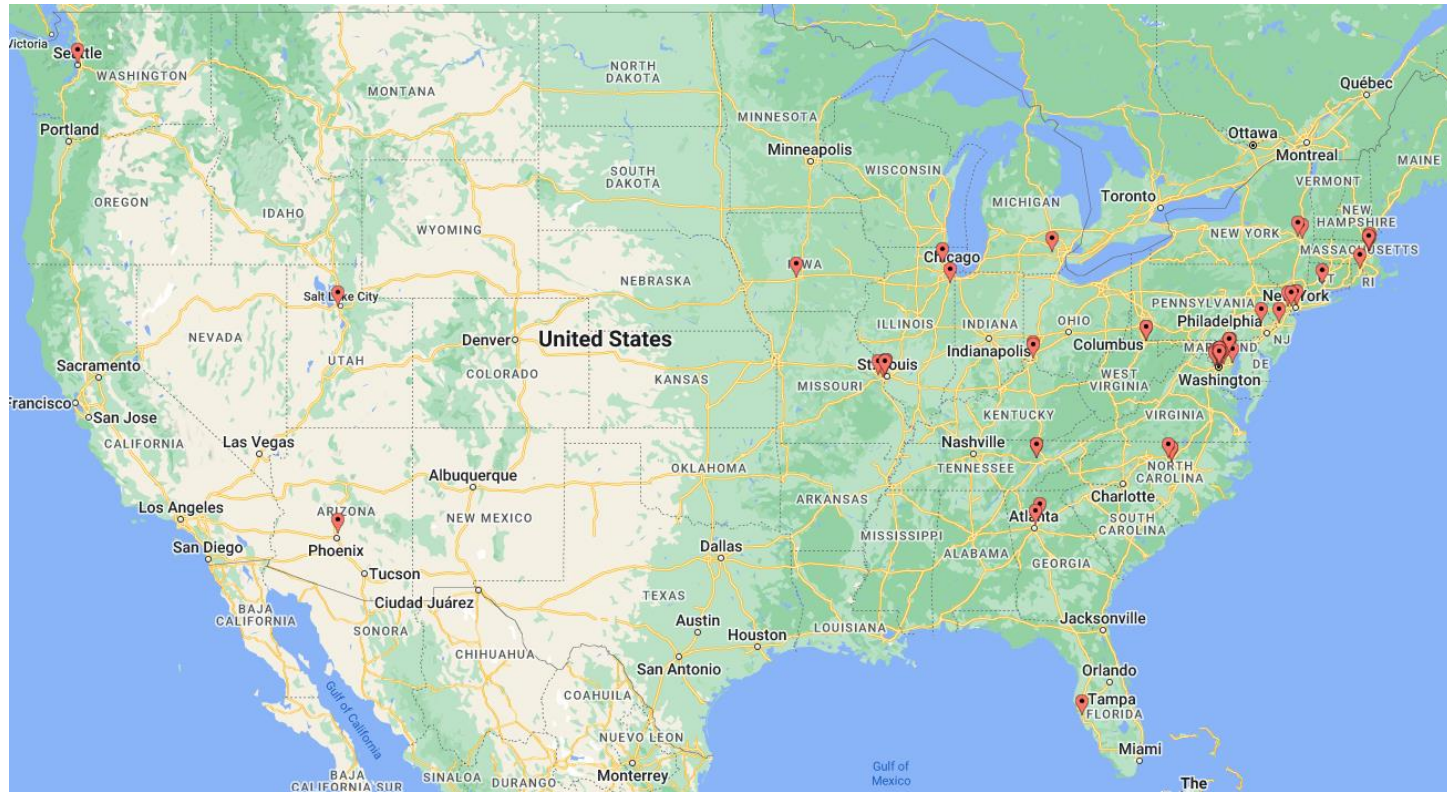 Victoria
Seattle
WASHINGTON
NORTH
DAKOTA
MONTANA
MINNESOTA
Québec
Portland
Minneapolis
Ottawa
Montreal
MAINE
WISCONSIN
SOUTH
DAKOTA
VERMONT
OREGON
IDAHO
MICHIGAN
Toronto
NEW
HAMPSHIRE
WYOMING
NEW YORK
MASSACHUSETTS
Chicago
IOWA
CT
RI
NEBRASKA
Salt Lake City
PENNSYLVANIA
New York
NEVADA
ILLINOIS
INDIANA
OHIO
Philadelphia
Denver
United States
Indianapolis
Columbus
MARYLAND
NJ
UTAH
COLORADO
St. Louis
DE
Sacramento
KANSAS
MISSOURI
WEST
VIRGINIA
Washington
Francisco
San Jose
KENTUCKY
VIRGINIA
CALIFORNIA
Las Vegas
Nashville
TENNESSEE
Albuquerque
OKLAHOMA
NORTH
CAROLINA
Los Angeles
ARIZONA
NEW MEXICO
ARKANSAS
Charlotte
Atlanta
SOUTH
CAROLINA
San Diego
Phoenix
Dallas
MISSISSIPPI
ALABAMA
GEORGIA
Tucson
TEXAS
Ciudad Juárez
BAJA
CALIFORNIA
SONORA
Austin
Houston
LOUISIANA
Jacksonville
CHIHUAHUA
San Antonio
Orlando
COAHUILA
Gulf of California
Tampa
FLORIDA
NUEVO LEON
Miami
Gulf of
Mexico
Monterrey
BAJA
CALIFORNIA SUR
SINALOA
DURANGO
The